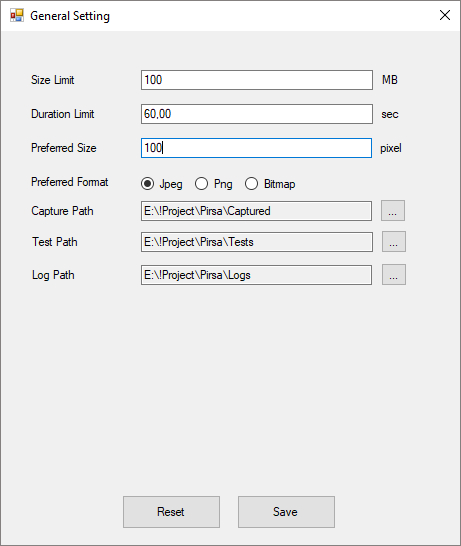 General Setting
Size Limit 100 MB
Duration Limit 60,00 sec
Preferred Size 100 pixel
Preferred Format Jpeg Png Bitmap
Capture Path E:\!Project\Pirsa\Captured ...
Test Path E:\!Project\Pirsa\Tests ...
Log Path E:\!Project\Pirsa\Logs ...
Reset Save